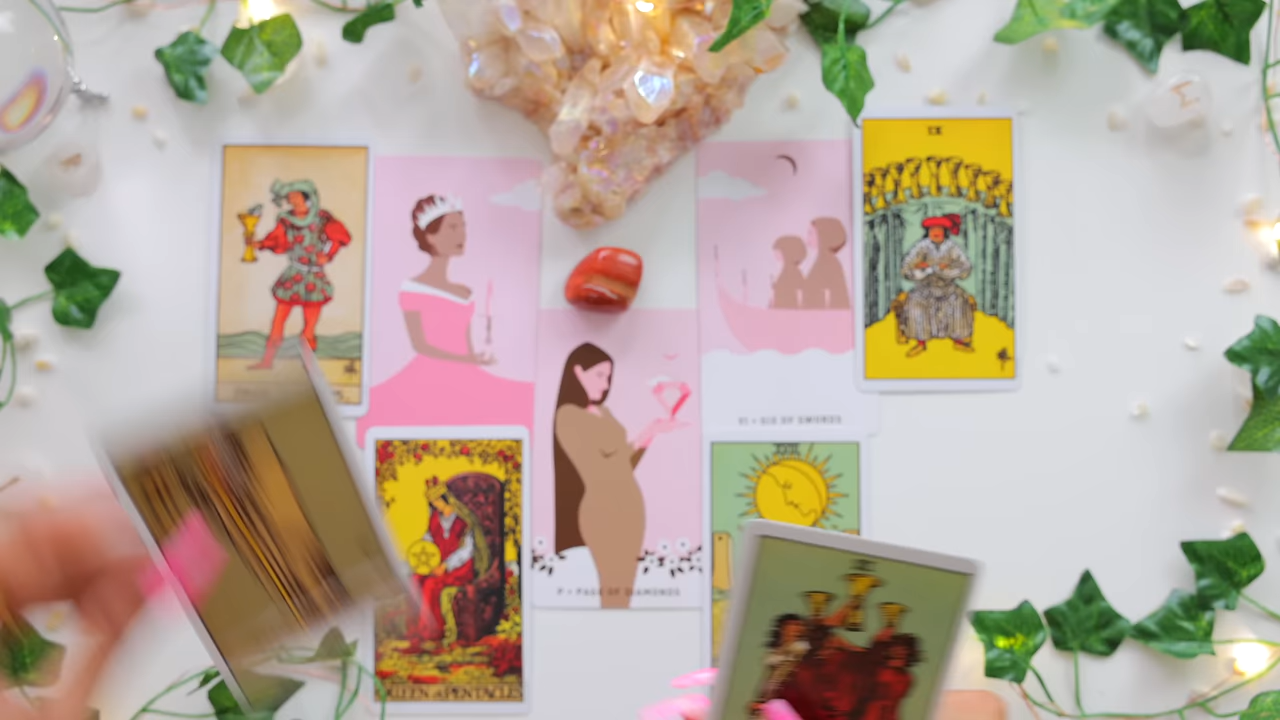 IX
VI • SIX OF SWORDS
P • PAGE OF DIAMONDS
QUEEN of PENTACLES